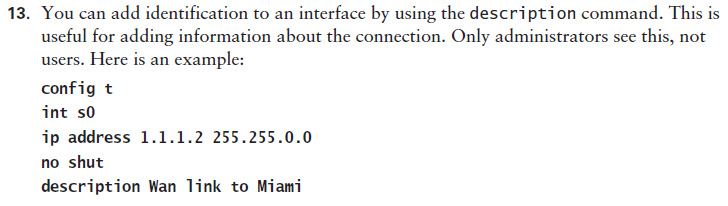 13. You can add identification to an interface by using the description command. This is
useful for adding information about the connection. Only administrators see this, not
users. Here is an example:
config t
int s0
ip address 1.1.1.2 255.255.0.0
no shut
description Wan link to Miami